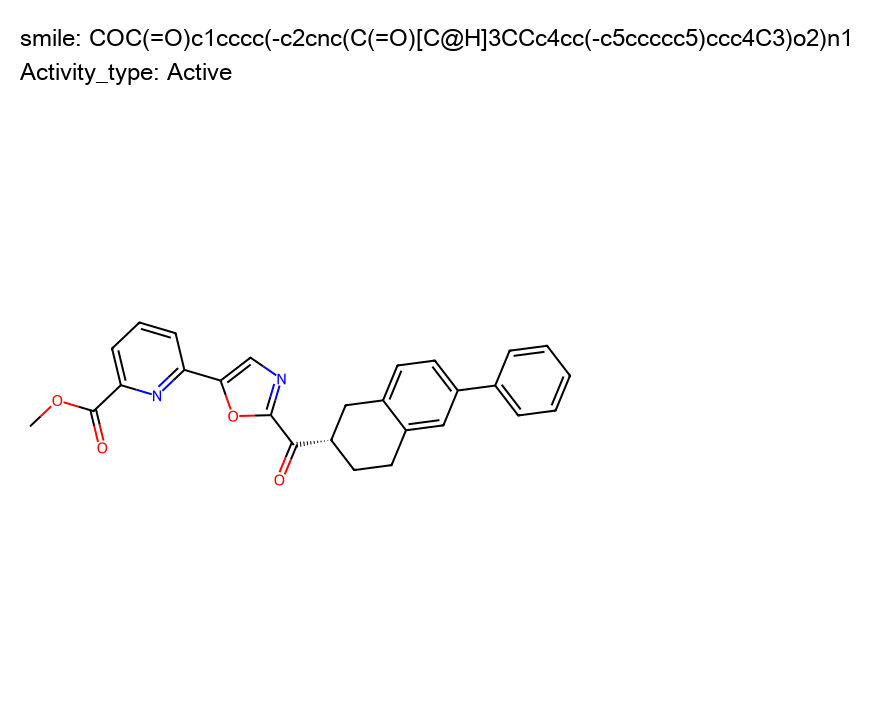 smile: COC(=O)c1cccc(-c2cnc(C(=O)[C@H]3CCc4cc(-c5ccccc5)ccc4C3)o2)n1
Activity_type: Active
N
O
N
O
O
O